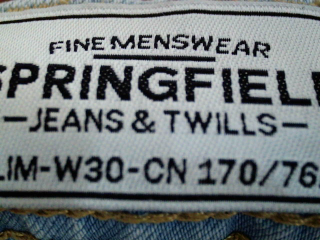 FINE MENSWEAR
SPRINGFIEL
—JEANS & TWILLS—
LIM-W30-CN 170/76